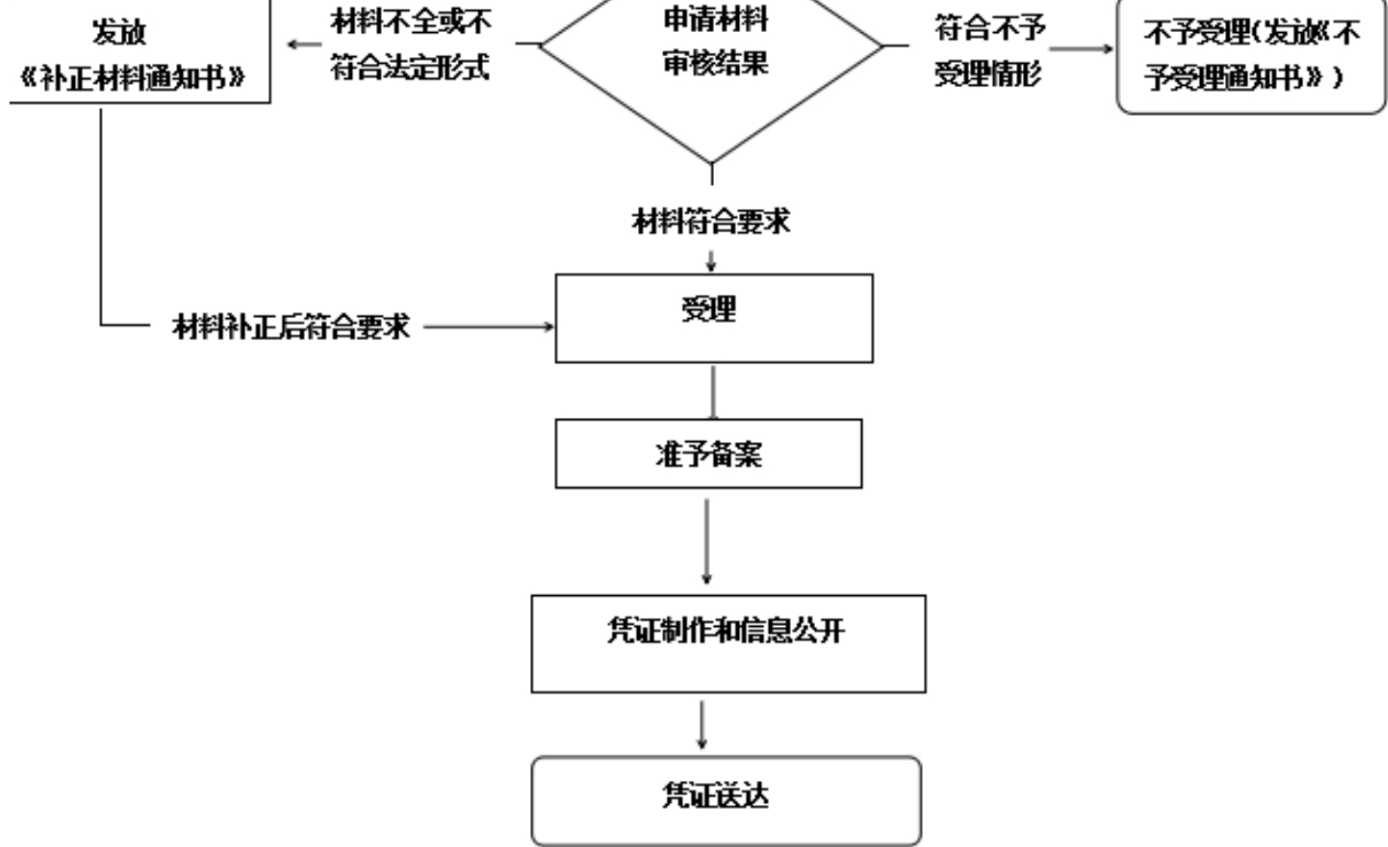 发放
《补正材料通知书》
材料不全或不
符合法定形式
申请材料
审核结果
符合不予
受理情形
不予受理(发放《不
予受理通知书》)
材料符合要求
受理
材料补正后符合要求
准予备案
凭证制作和信息公开
凭证送达